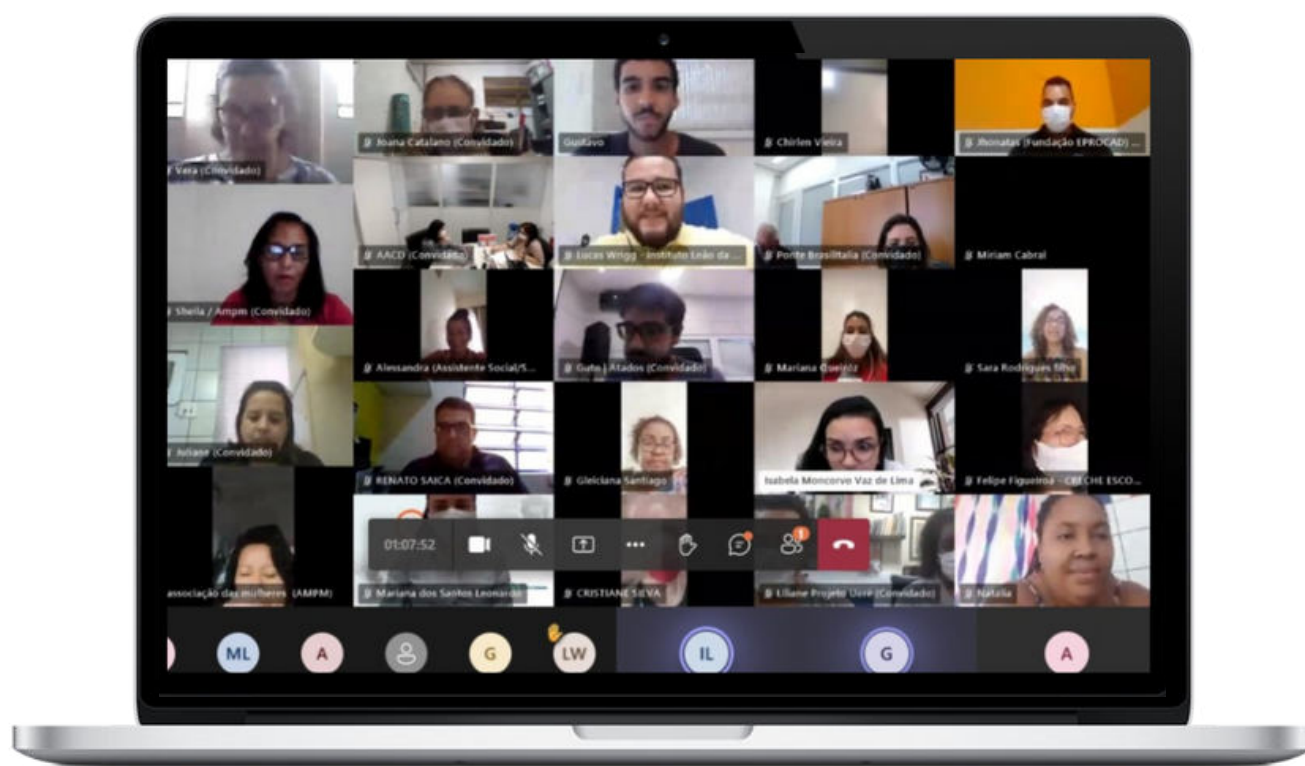 Vera (Convidado)
Joana Catalano (Convidado)
Gustavo
Chirlen Vieira
Jhonatas (Fundação EPROCAD) ...
Sheila / Ampm (Convidado)
AACD (Convidado)
Lucas Wrigg - Instituto Leão da ...
Ponte BrasilItalia (Convidado)
Miriam Cabral
Alessandra (Assistente Social/S...
Guto | Atados (Convidado)
Mariana Queiroz
Sara Rodrigues
Juliane (Convidado)
RENATO SAICA (Convidado)
Gleiciana Santiago
Isabela Moncorvo Vaz de Lima
Felipe Figueiroa - CRECHE ESCO...
01:07:52
1
associação das mulheres (AMPM)
Mariana dos Santos Leonardo
CRISTIANE SILVA
Liliane Projeto Uerê (Convidado)
Natalia
ML
A
G
LW
IL
G
A